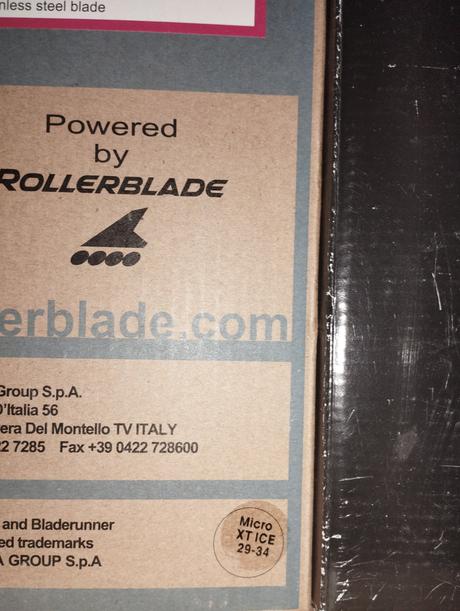 nless steel blade
Powered
by
ROLLERBLADE
erblade.com
Group S.p.A.
D'Italia 56
era Del Montello TV ITALY
22 7285 Fax +39 0422 728600
and Bladerunner
ed trademarks
A GROUP S.p.A
Micro
XT ICE
29-34